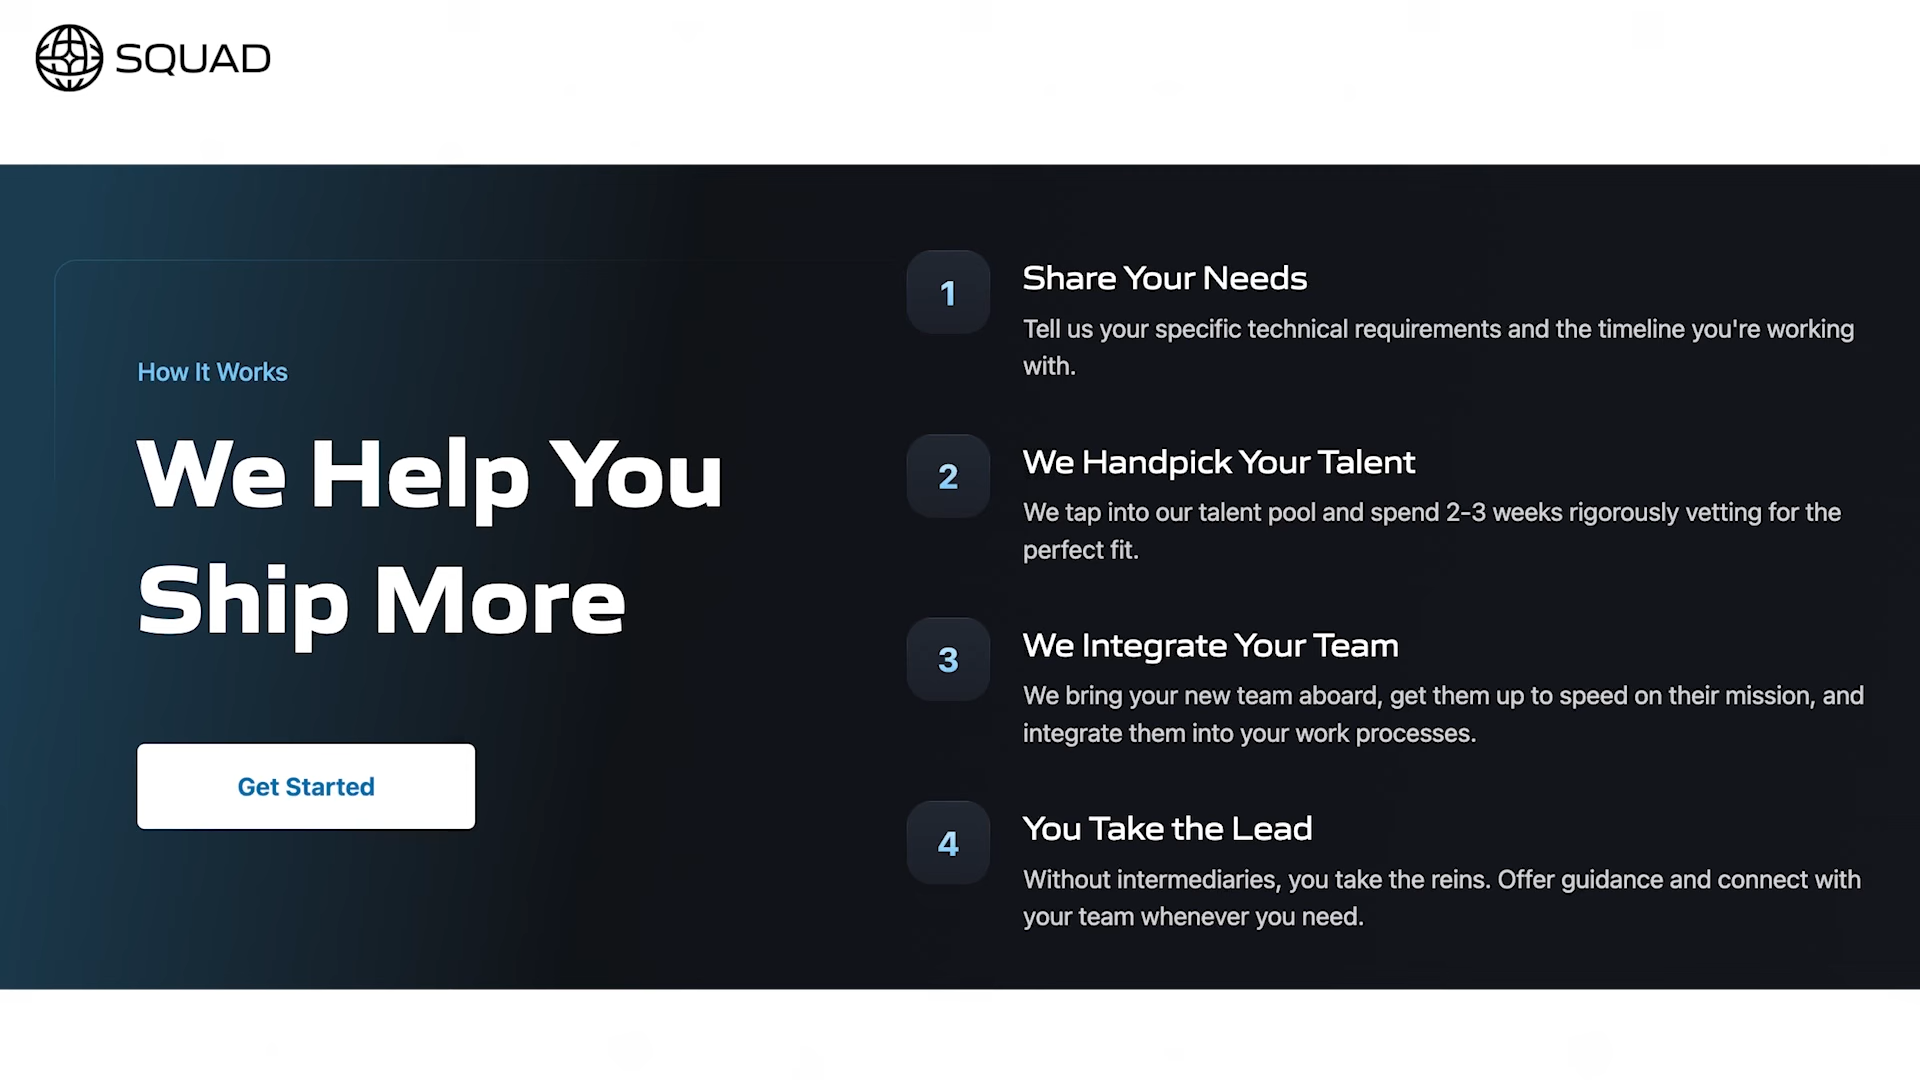 SQUAD
How It Works
We Help You
Ship More
Get Started
1
Share Your Needs
Tell us your specific technical requirements and the timeline you're working
with.
2
We Handpick Your Talent
We tap into our talent pool and spend 2-3 weeks rigorously vetting for the
perfect fit.
3
We Integrate Your Team
We bring your new team aboard, get them up to speed on their mission, and
integrate them into your work processes.
4
You Take the Lead
Without intermediaries, you take the reins. Offer guidance and connect with
your team whenever you need.